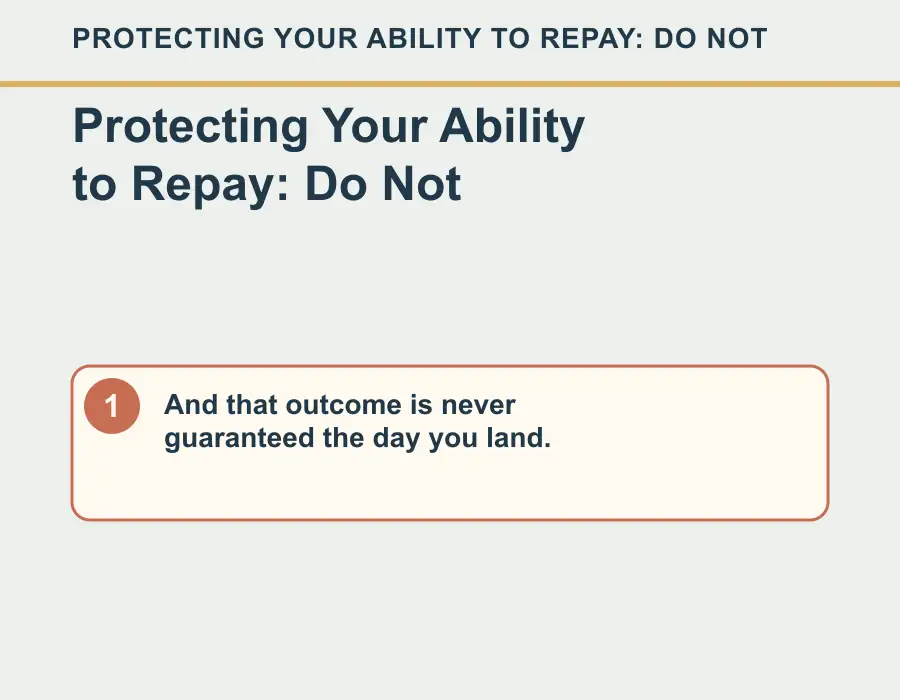 PROTECTING YOUR ABILITY TO REPAY: DO NOT
Protecting Your Ability
to Repay: Do Not
1
And that outcome is never
guaranteed the day you land.